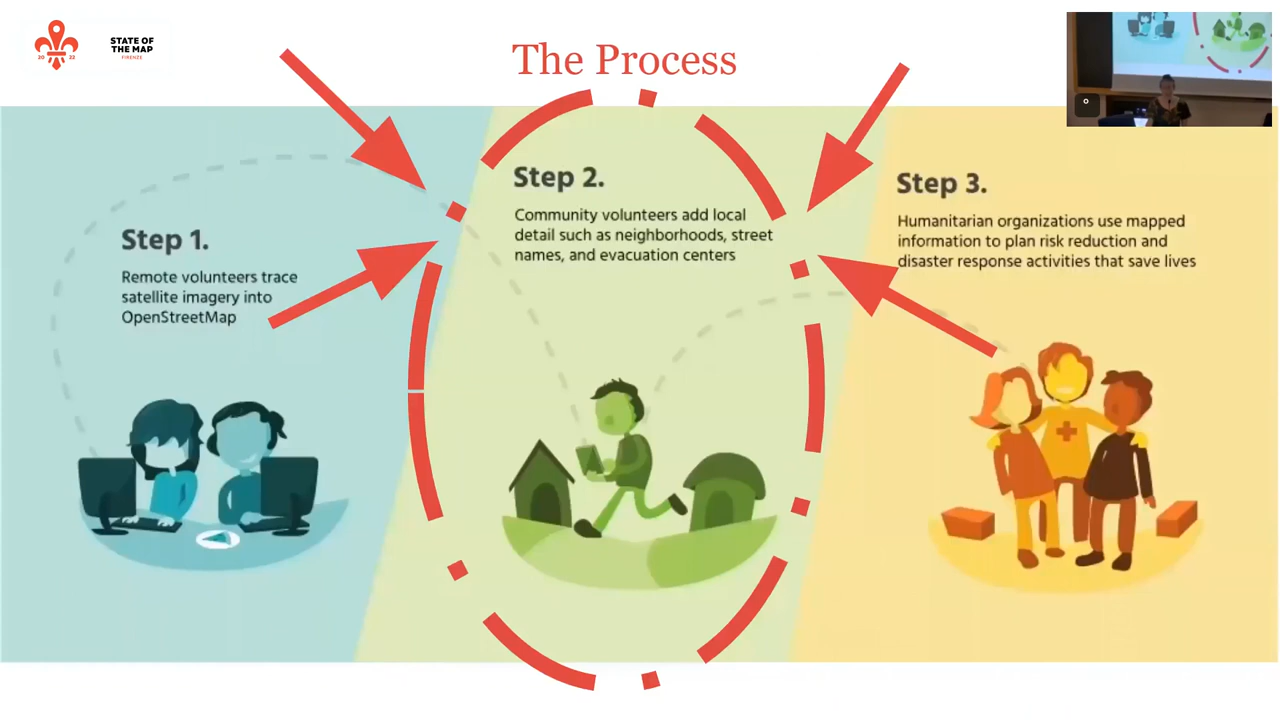 20 22
STATE OF
THE MAP
FIRENZE
The Process
Step 1.
Remote volunteers trace
satellite imagery into
OpenStreetMap
Step 2.
Community volunteers add local
detail such as neighborhoods, street
names, and evacuation centers
Step 3.
Humanitarian organizations use mapped
information to plan risk reduction and
disaster response activities that save lives